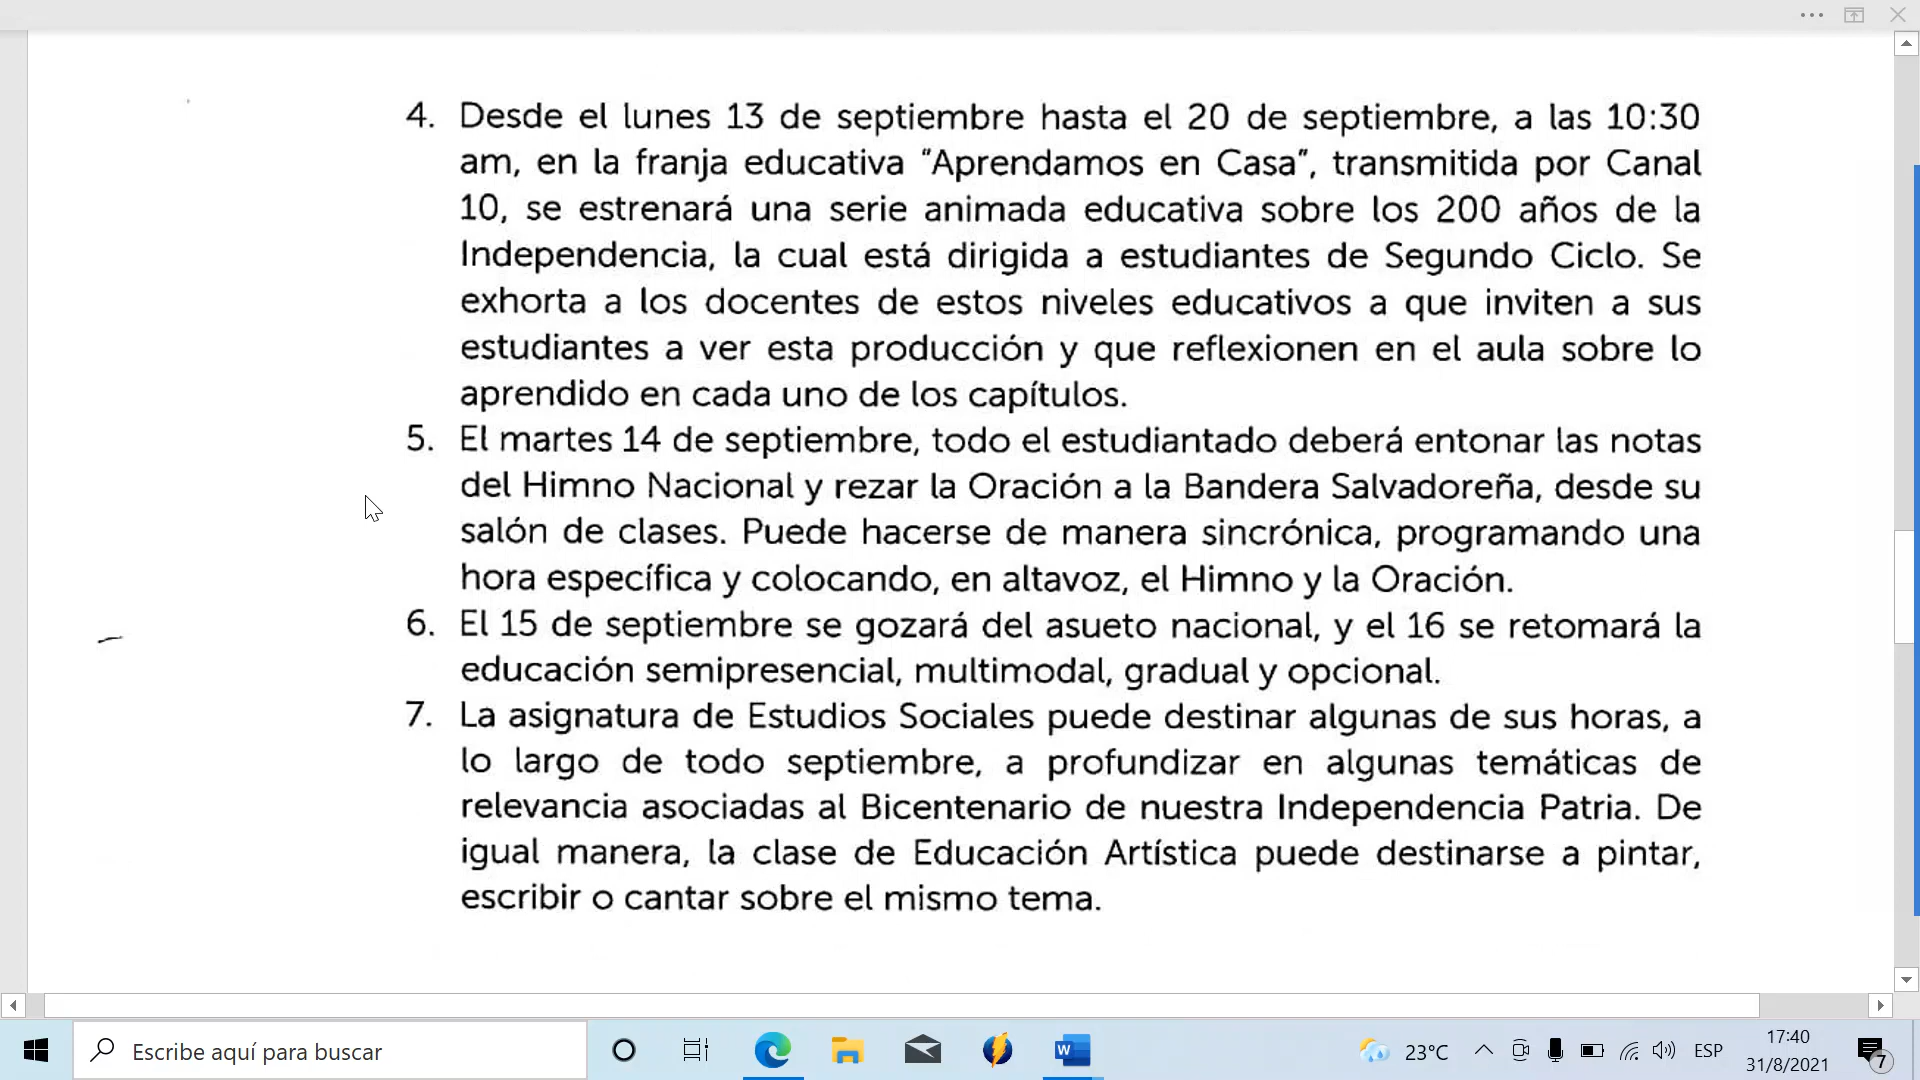 4. Desde el lunes 13 de septiembre hasta el 20 de septiembre, a las 10:30
am, en la franja educativa "Aprendamos en Casa", transmitida por Canal
10, se estrenará una serie animada educativa sobre los 200 años de la
Independencia, la cual está dirigida a estudiantes de Segundo Ciclo. Se
exhorta a los docentes de estos niveles educativos a que inviten a sus
estudiantes a ver esta producción y que reflexionen en el aula sobre lo
aprendido en cada uno de los capítulos.
5. El martes 14 de septiembre, todo el estudiantado deberá entonar las notas
del Himno Nacional y rezar la Oración a la Bandera Salvadoreña, desde su
salón de clases. Puede hacerse de manera sincrónica, programando una
hora específica y colocando, en altavoz, el Himno y la Oración.
6. El 15 de septiembre se gozará del asueto nacional, y el 16 se retomará la
educación semipresencial, multimodal, gradual y opcional.
7. La asignatura de Estudios Sociales puede destinar algunas de sus horas, a
lo largo de todo septiembre, a profundizar en algunas temáticas de
relevancia asociadas al Bicentenario de nuestra Independencia Patria. De
igual manera, la clase de Educación Artística puede destinarse a pintar,
escribir o cantar sobre el mismo tema.
Escribe aquí para buscar
W
23°C
ESP
17:40
31/8/2021
7